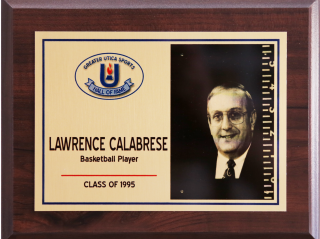 GREATER UTICA SPORTS
U
HALL OF FAME
LAWRENCE CALABRESE
Basketball Player
CLASS OF 1995